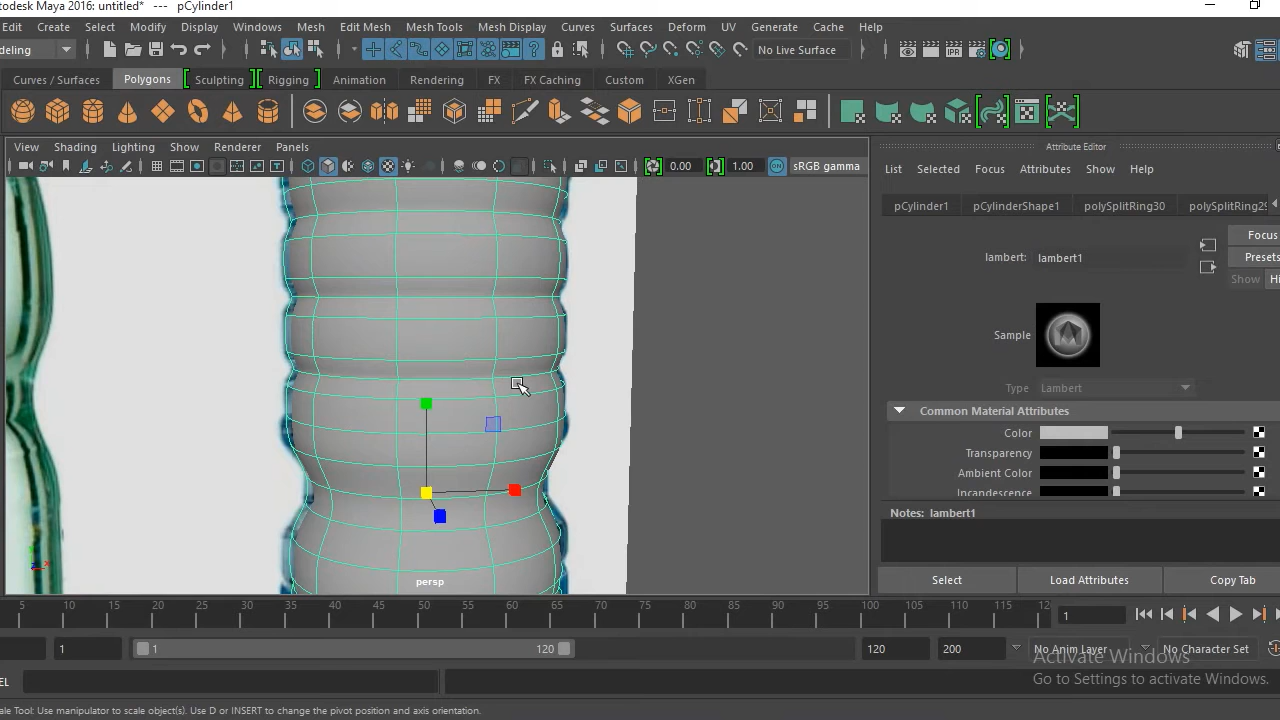 utodesk Maya 2016: untitled* --- pCylinder1
Edit Create Select Modify Display Windows Mesh Edit Mesh Mesh Tools Mesh Display Curves Surfaces Deform UV Generate Cache Help
deling No Live Surface
Curves / Surfaces Polygons Sculpting Rigging Animation Rendering FX FX Caching Custom XGen
View Shading Lighting Show Renderer Panels
Attribute Editor
0.00 1.00 sRGB gamma
List Selected Focus Attributes Show Help
pCylinder1 pCylinderShape1 polySplitRing30 polySplitRing29
Focus
lambert: lambert1
Presets
Show Hi
Sample
Type Lambert
Common Material Attributes
Color
Transparency
Ambient Color
Incandescence
Notes: lambert1
persp
Select Load Attributes Copy Tab
5 10 15 20 25 30 35 40 45 50 55 60 65 70 75 80 85 90 95 100 105 110 115 12
1
1 1 120 120 200 No Anim Layer No Character Set
Activate Windows
Go to Settings to activate Windows.
EL
ale Tool: Use manipulator to scale object(s). Use D or INSERT to change the pivot position and axis orientation.